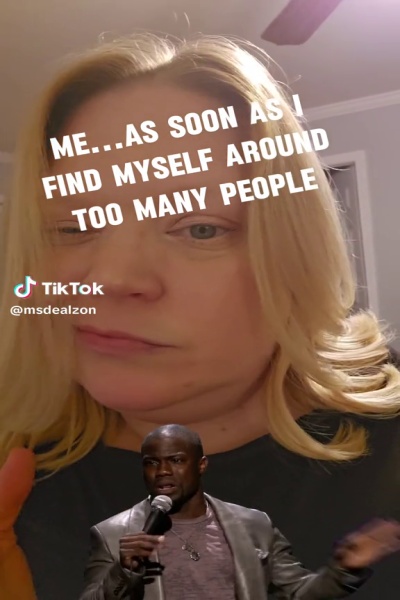 ME...AS SOON AS I
FIND MYSELF AROUND
TOO MANY PEOPLE
TikTok
@msdealzon